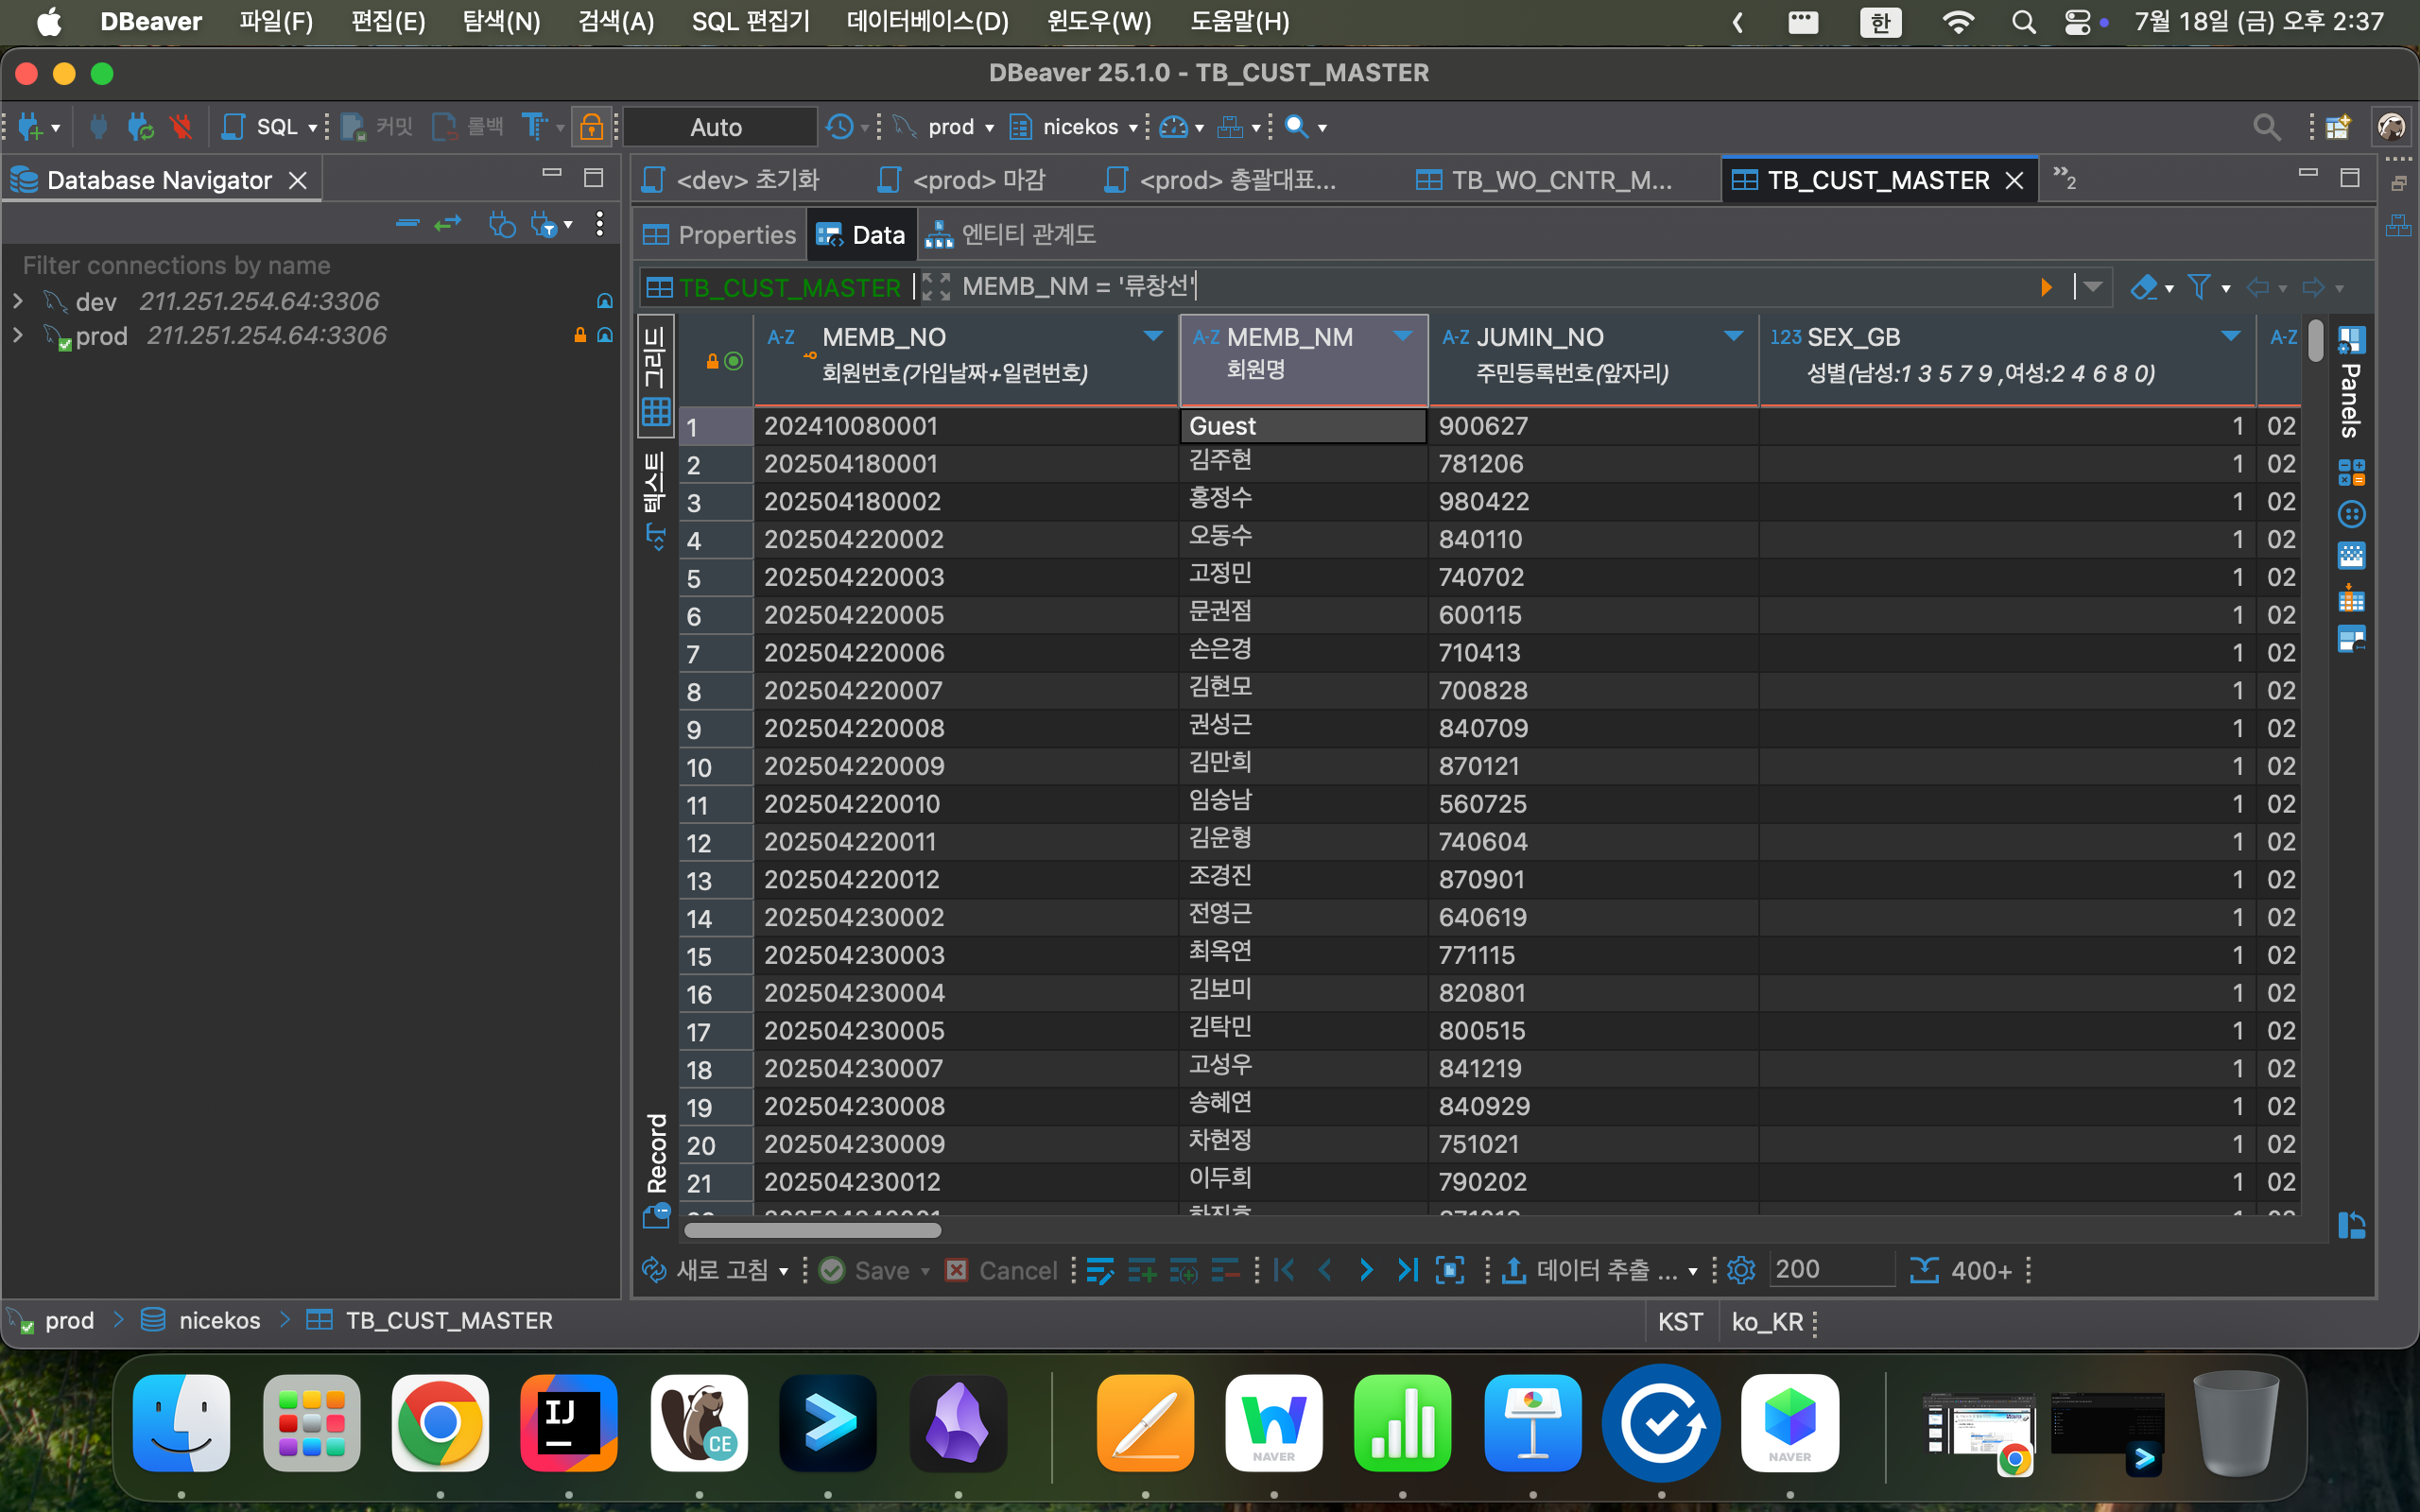 DBeaver 파일(F) 편집(E) 탐색(N) 검색(A) SQL 편집기 데이터베이스(D) 윈도우(W) 도움말(H) 한 7월 18일 (금) 오후 2:37
DBeaver 25.1.0 - TB_CUST_MASTER
SQL 커밋 롤백 Auto prod nicekos
Database Navigator
<dev> 초기화 <prod> 마감 <prod> 총괄대표... TB_WO_CNTR_M... TB_CUST_MASTER »2
Properties Data 엔티티 관계도
Filter connections by name
TB_CUST_MASTER MEMB_NM = '류창선'
dev 211.251.254.64:3306
prod 211.251.254.64:3306
그리드
텍스트
Record
Panels
A-Z MEMB_NO A-Z MEMB_NM A-Z JUMIN_NO 123 SEX_GB A-Z
회원번호(가입날짜+일련번호) 회원명 주민등록번호(앞자리) 성별(남성:1 3 5 7 9 ,여성:2 4 6 8 0)
1 202410080001 Guest 900627 1 02
2 202504180001 김주현 781206 1 02
3 202504180002 홍정수 980422 1 02
4 202504220002 오동수 840110 1 02
5 202504220003 고정민 740702 1 02
6 202504220005 문권점 600115 1 02
7 202504220006 손은경 710413 1 02
8 202504220007 김현모 700828 1 02
9 202504220008 권성근 840709 1 02
10 202504220009 김만희 870121 1 02
11 202504220010 임숭남 560725 1 02
12 202504220011 김운형 740604 1 02
13 202504220012 조경진 870901 1 02
14 202504230002 전영근 640619 1 02
15 202504230003 최옥연 771115 1 02
16 202504230004 김보미 820801 1 02
17 202504230005 김탁민 800515 1 02
18 202504230007 고성우 841219 1 02
19 202504230008 송혜연 840929 1 02
20 202504230009 차현정 751021 1 02
21 202504230012 이두희 790202 1 02
새로 고침 Save Cancel 데이터 추출 ... 200 400+
prod nicekos TB_CUST_MASTER KST ko_KR
IJ
CE
NAVER
NAVER